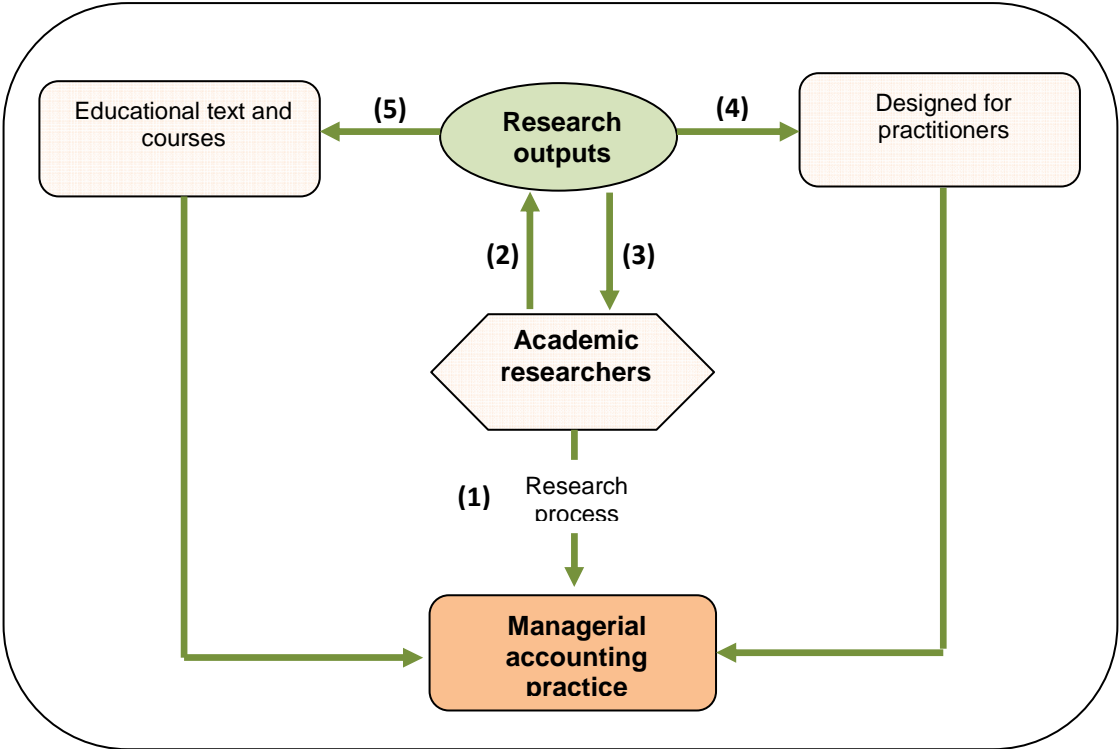 Educational text and
courses
(5)
Research
outputs
(4)
Designed for
practitioners
(2)
(3)
Academic
researchers
(1)
Research
process
Managerial
accounting
practice